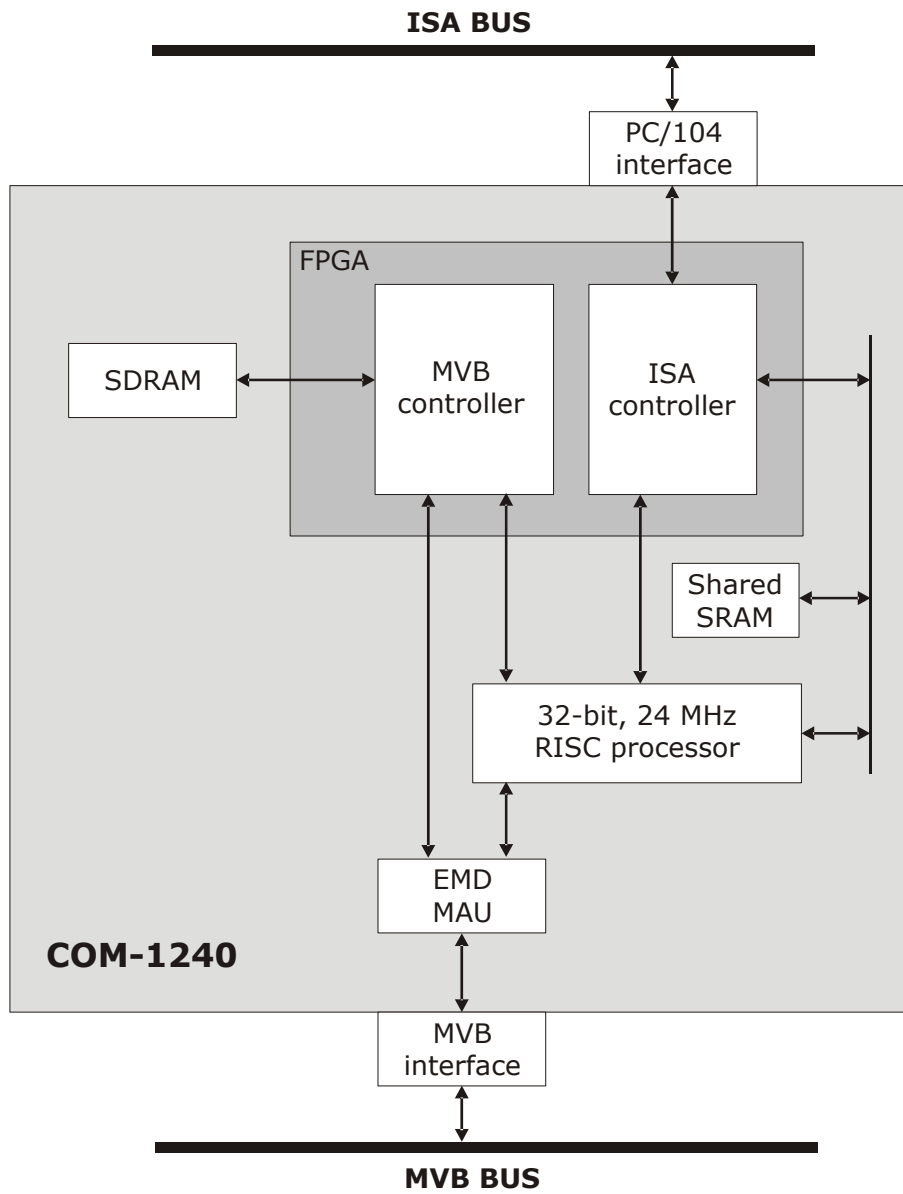 ISA BUS
PC/104
interface
FPGA
MVB
controller
ISA
controller
SDRAM
Shared
SRAM
32-bit, 24 MHz
RISC processor
EMD
MAU
COM-1240
MVB
interface
MVB BUS